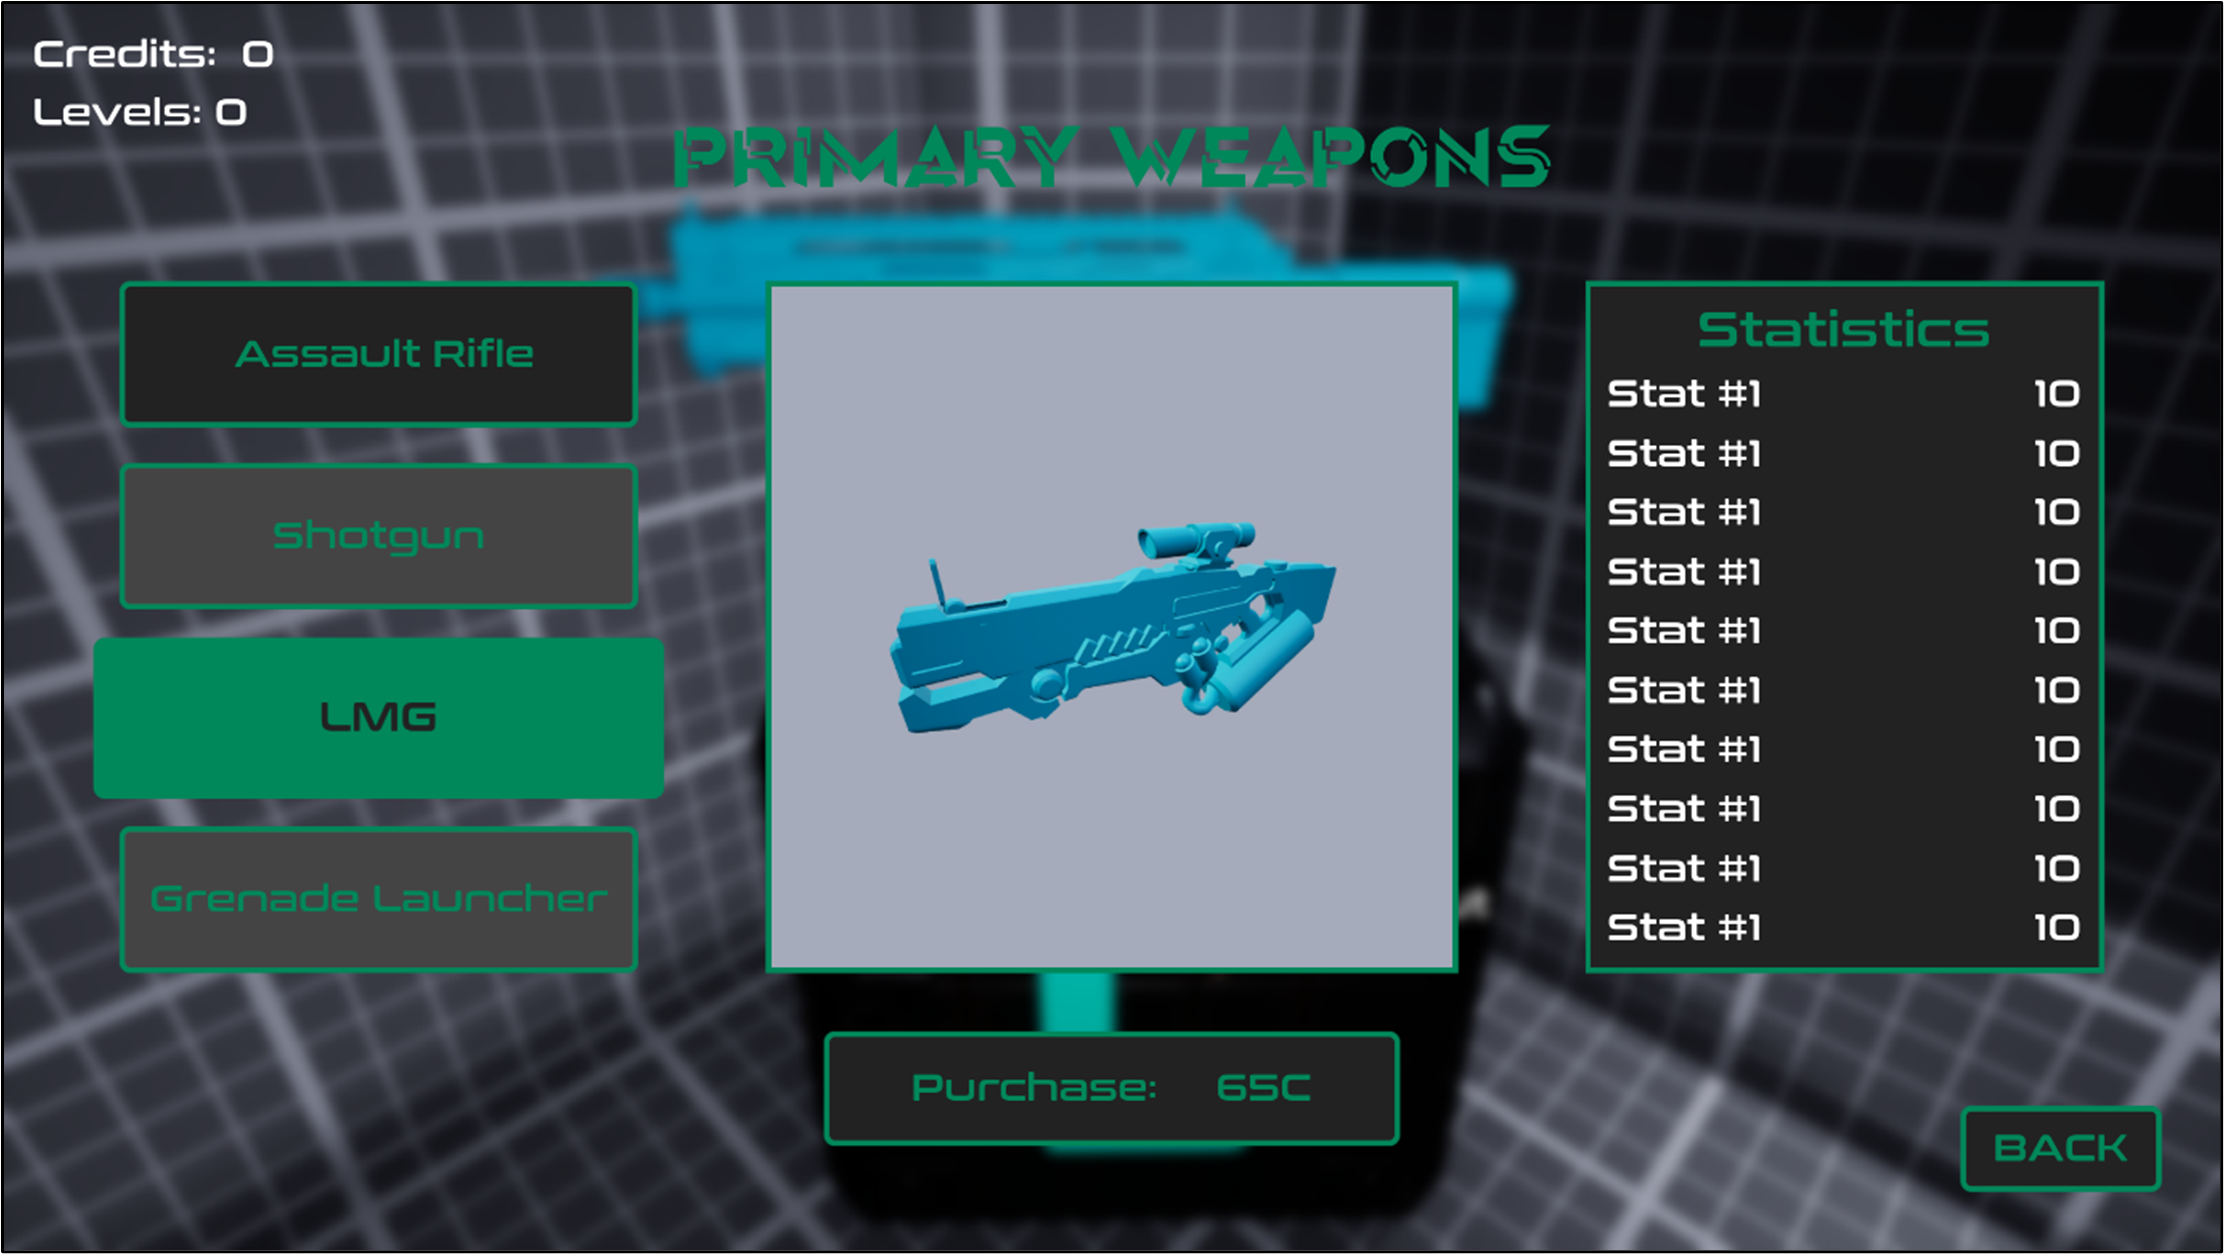 Credits: 0
Levels: 0
PRIMARY WEAPONS
Assault Rifle
Shotgun
LMG
Grenade Launcher
Statistics
Stat #1 10
Stat #1 10
Stat #1 10
Stat #1 10
Stat #1 10
Stat #1 10
Stat #1 10
Stat #1 10
Stat #1 10
Stat #1 10
Purchase: 65C
BACK